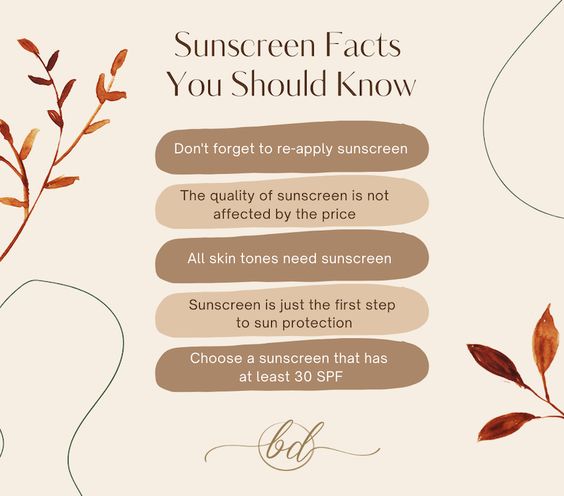 Sunscreen Facts
You Should Know
Don't forget to re-apply sunscreen
The quality of sunscreen is not
affected by the price
All skin tones need sunscreen
Sunscreen is just the first step
to sun protection
Choose a sunscreen that has
at least 30 SPF
bd